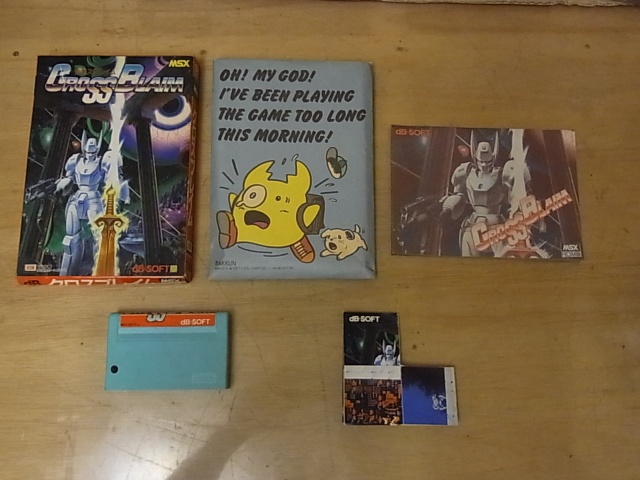 MSX
CROSS BLAIM
dB-SOFT
クロスブレイム
OH! MY GOD!
I'VE BEEN PLAYING
THE GAME TOO LONG
THIS MORNING!
dB-SOFT
CROSS BLAIM
MSX
dB-SOFT
dB-SOFT